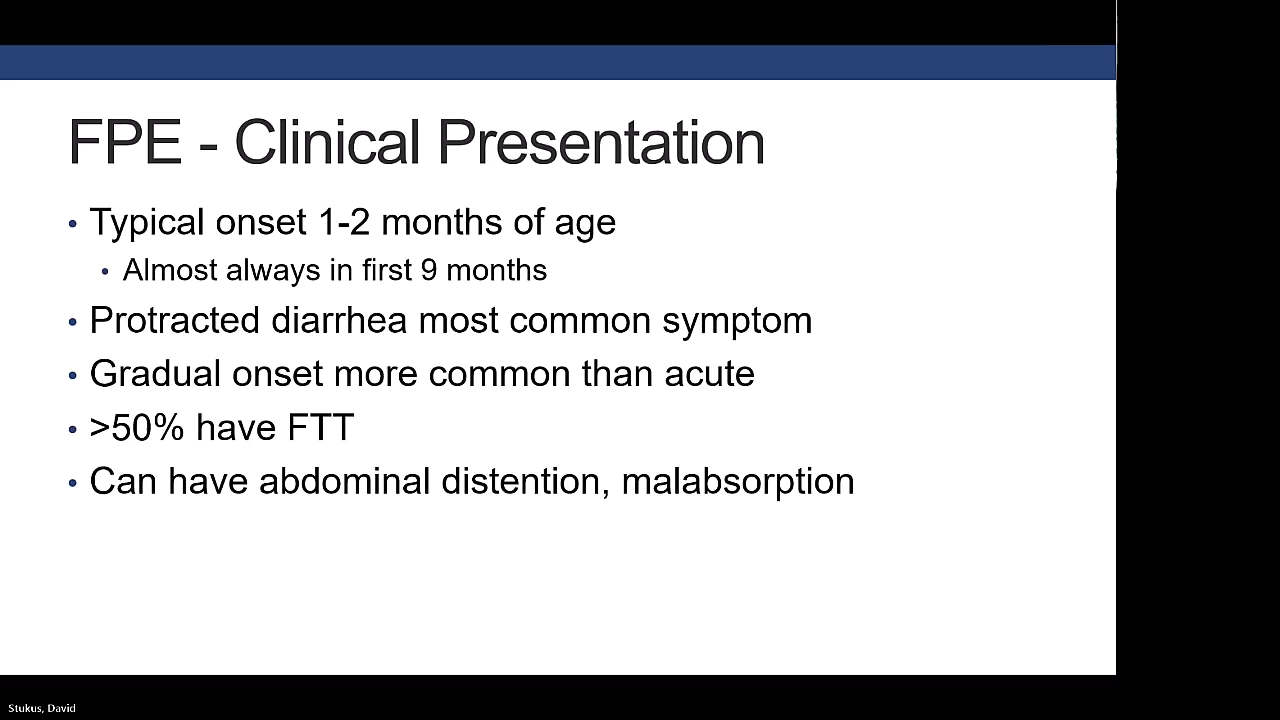 FPE - Clinical Presentation
• Typical onset 1-2 months of age
• Almost always in first 9 months
• Protracted diarrhea most common symptom
• Gradual onset more common than acute
• >50% have FTT
• Can have abdominal distention, malabsorption
Stukus, David